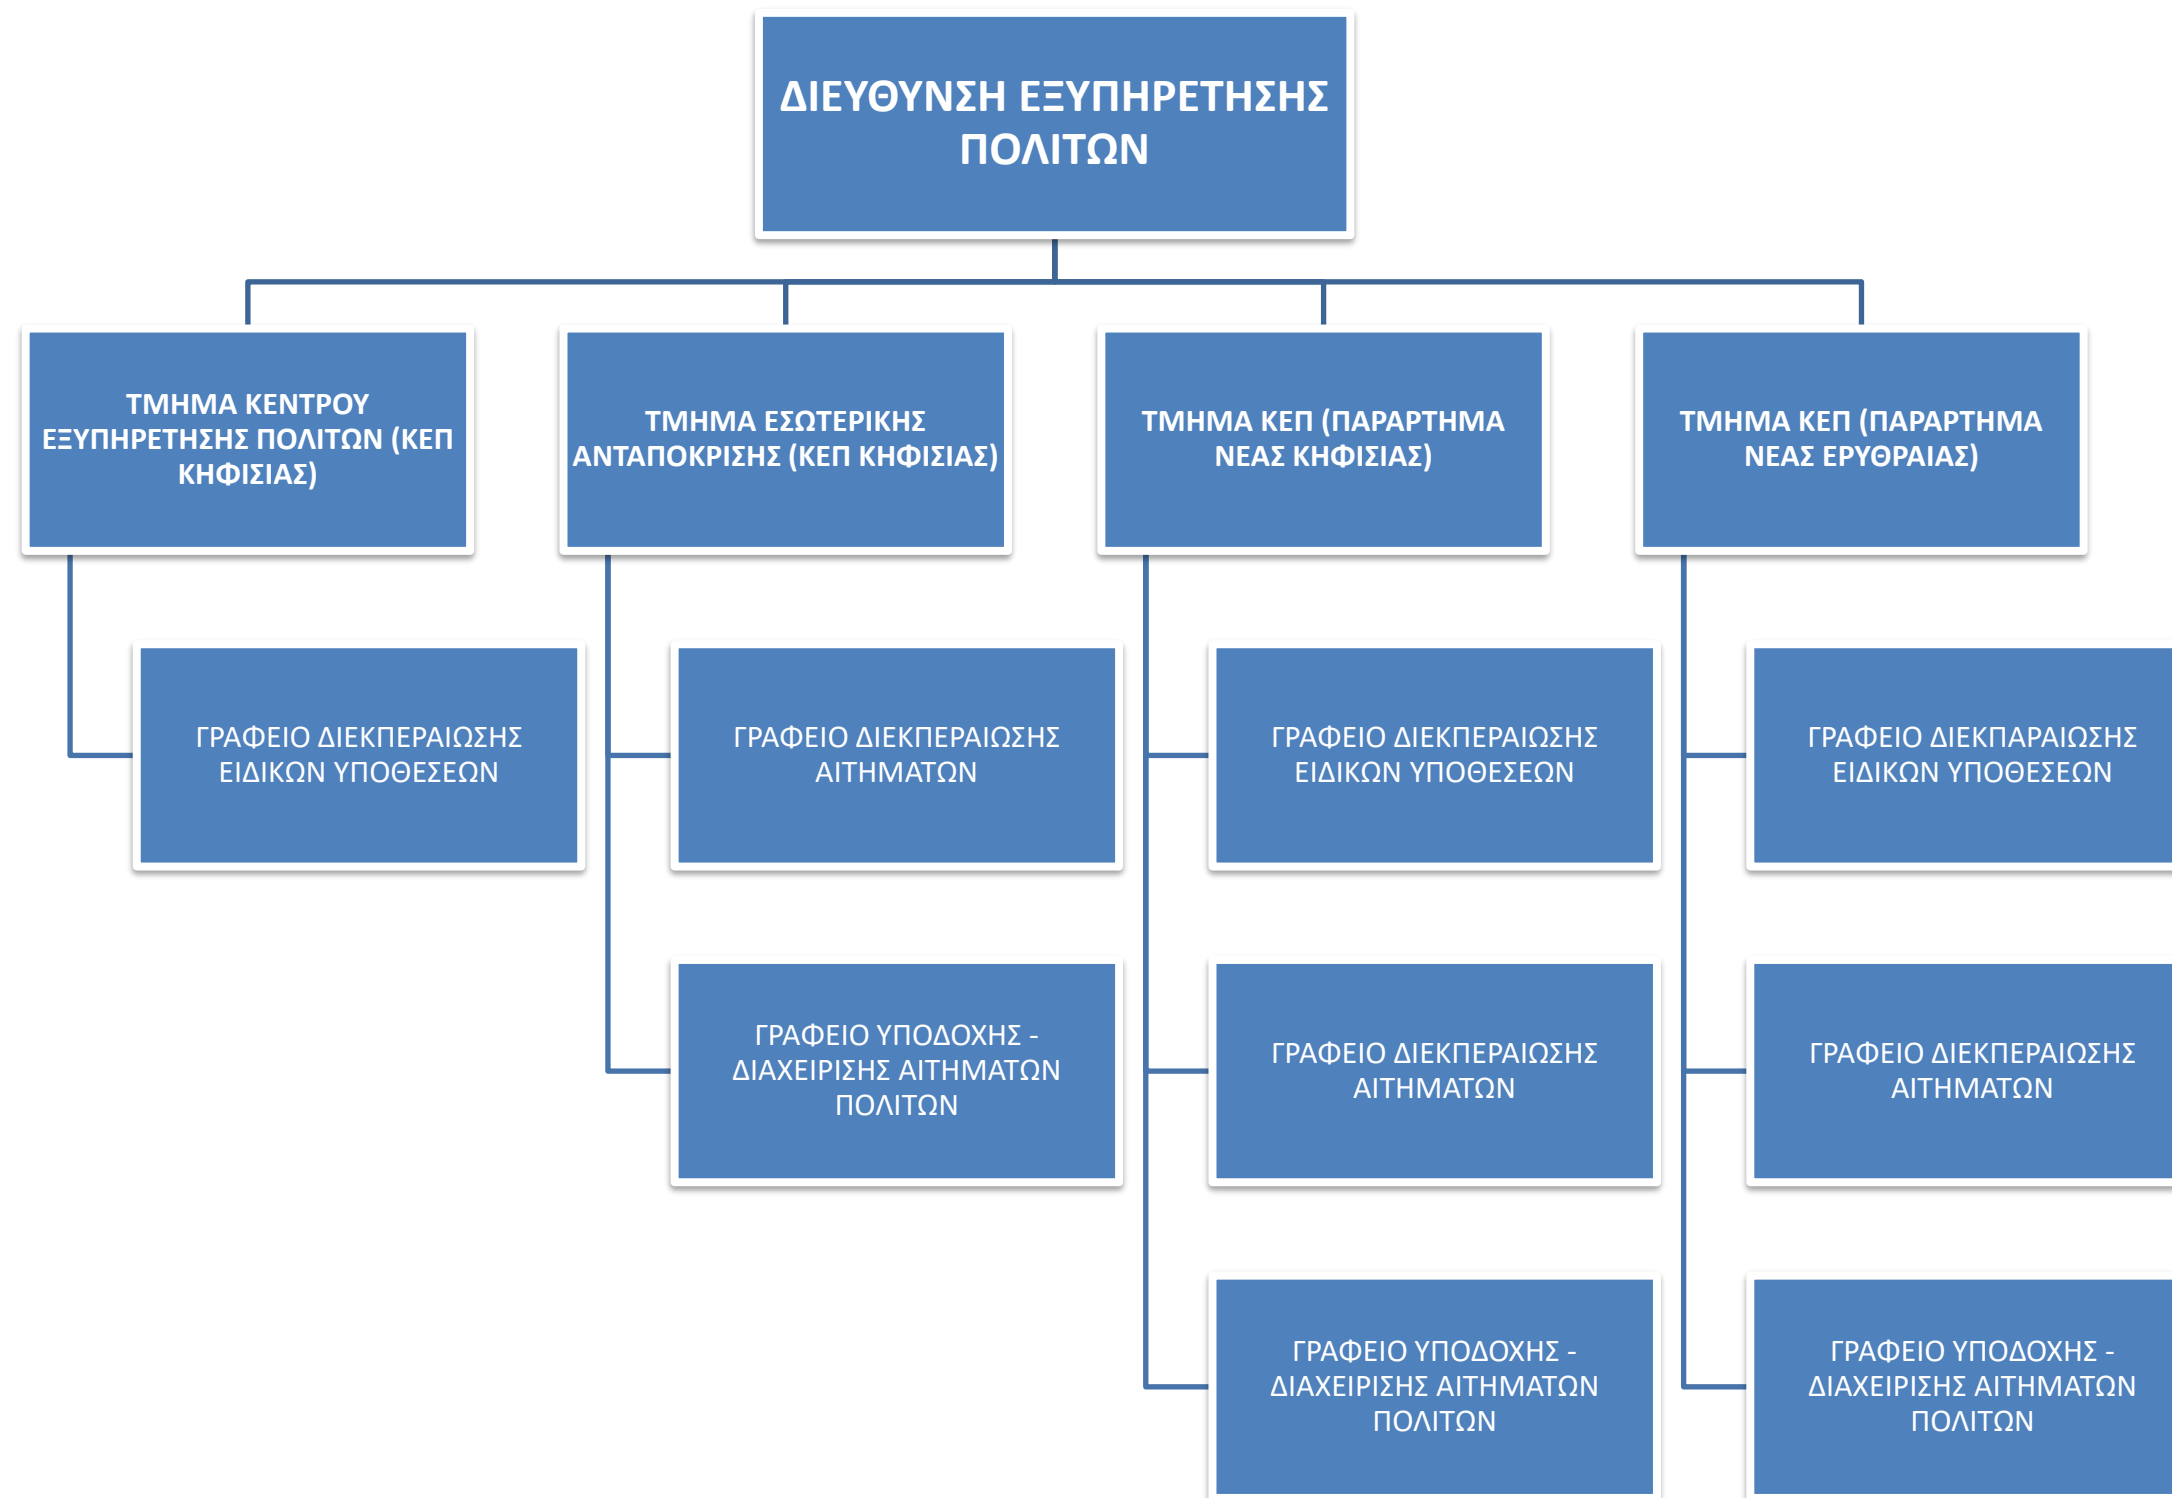 ΔΙΕΥΘΥΝΣΗ ΕΞΥΠΗΡΕΤΗΣΗΣ
ΠΟΛΙΤΩΝ
ΤΜΗΜΑ ΚΕΝΤΡΟΥ
ΕΞΥΠΗΡΕΤΗΣΗΣ ΠΟΛΙΤΩΝ (ΚΕΠ
ΚΗΦΙΣΙΑΣ)
ΓΡΑΦΕΙΟ ΔΙΕΚΠΕΡΑΙΩΣΗΣ
ΕΙΔΙΚΩΝ ΥΠΟΘΕΣΕΩΝ
ΤΜΗΜΑ ΕΣΩΤΕΡΙΚΗΣ
ΑΝΤΑΠΟΚΡΙΣΗΣ (ΚΕΠ ΚΗΦΙΣΙΑΣ)
ΓΡΑΦΕΙΟ ΔΙΕΚΠΕΡΑΙΩΣΗΣ
ΑΙΤΗΜΑΤΩΝ
ΓΡΑΦΕΙΟ ΥΠΟΔΟΧΗΣ -
ΔΙΑΧΕΙΡΙΣΗΣ ΑΙΤΗΜΑΤΩΝ
ΠΟΛΙΤΩΝ
ΤΜΗΜΑ ΚΕΠ (ΠΑΡΑΡΤΗΜΑ
ΝΕΑΣ ΚΗΦΙΣΙΑΣ)
ΓΡΑΦΕΙΟ ΔΙΕΚΠΕΡΑΙΩΣΗΣ
ΕΙΔΙΚΩΝ ΥΠΟΘΕΣΕΩΝ
ΓΡΑΦΕΙΟ ΔΙΕΚΠΕΡΑΙΩΣΗΣ
ΑΙΤΗΜΑΤΩΝ
ΓΡΑΦΕΙΟ ΥΠΟΔΟΧΗΣ -
ΔΙΑΧΕΙΡΙΣΗΣ ΑΙΤΗΜΑΤΩΝ
ΠΟΛΙΤΩΝ
ΤΜΗΜΑ ΚΕΠ (ΠΑΡΑΡΤΗΜΑ
ΝΕΑΣ ΕΡΥΘΡΑΙΑΣ)
ΓΡΑΦΕΙΟ ΔΙΕΚΠΑΡΑΙΩΣΗΣ
ΕΙΔΙΚΩΝ ΥΠΟΘΕΣΕΩΝ
ΓΡΑΦΕΙΟ ΔΙΕΚΠΕΡΑΙΩΣΗΣ
ΑΙΤΗΜΑΤΩΝ
ΓΡΑΦΕΙΟ ΥΠΟΔΟΧΗΣ -
ΔΙΑΧΕΙΡΙΣΗΣ ΑΙΤΗΜΑΤΩΝ
ΠΟΛΙΤΩΝ